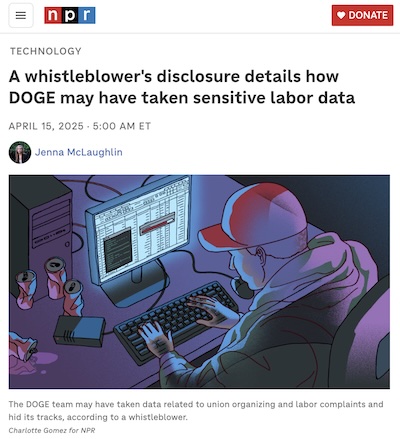 npr
DONATE
TECHNOLOGY
A whistleblower's disclosure details how
DOGE may have taken sensitive labor data
APRIL 15, 2025 · 5:00 AM ET
Jenna McLaughlin
The DOGE team may have taken data related to union organizing and labor complaints and
hid its tracks, according to a whistleblower.
Charlotte Gomez for NPR